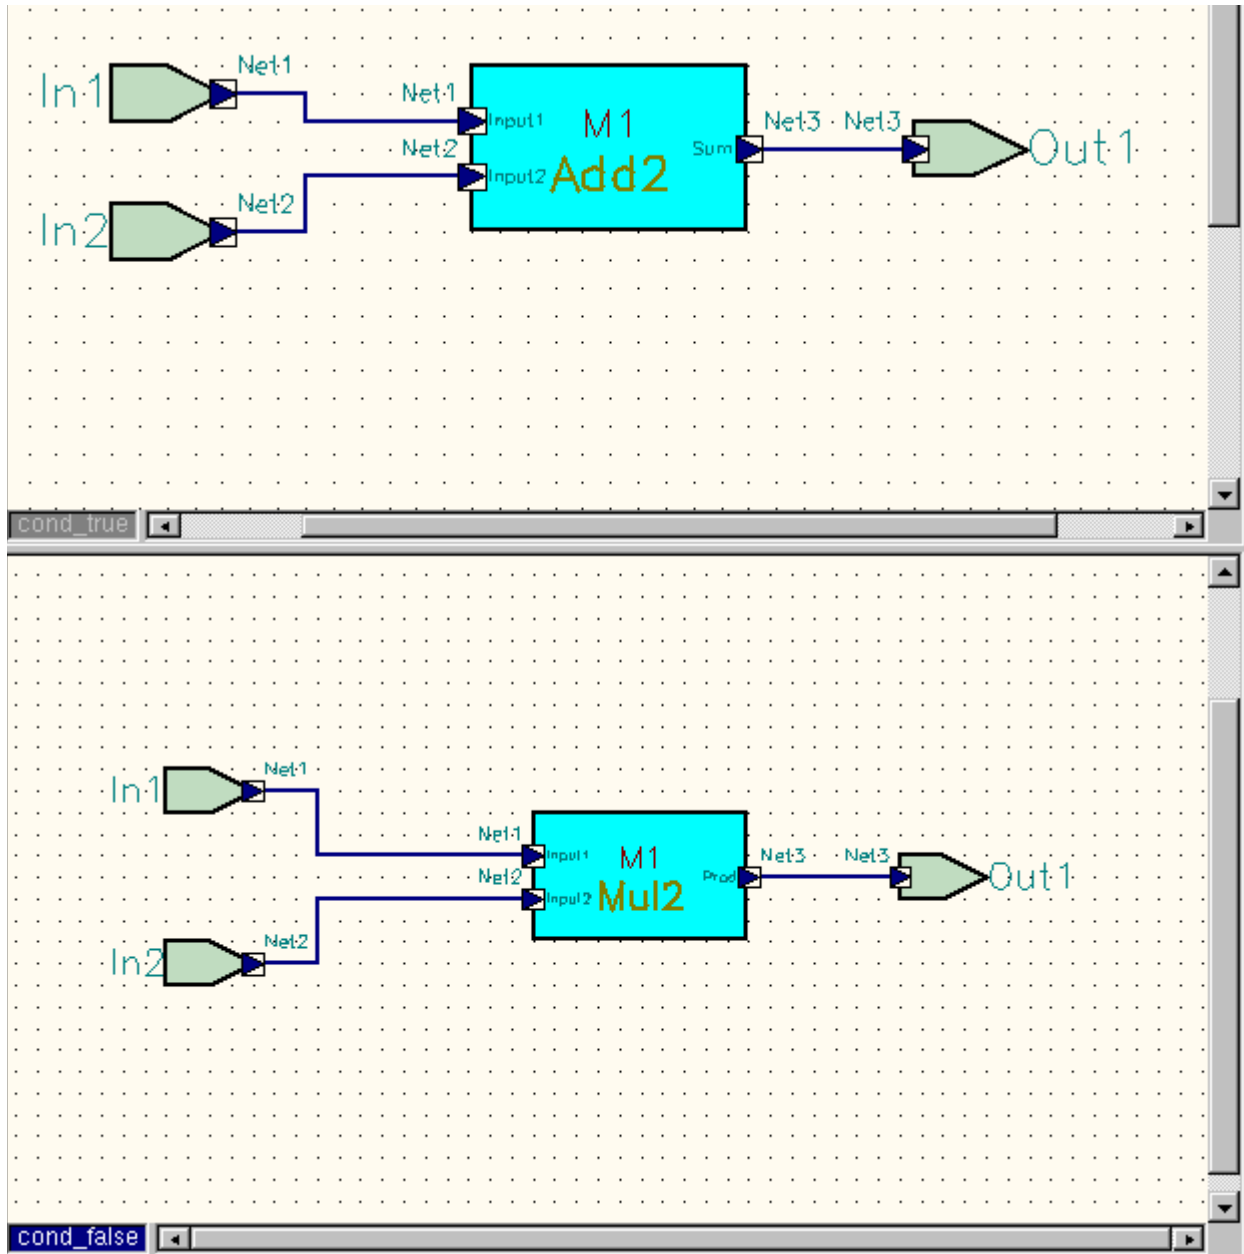 Net1
In1
Net1
Input1
M1
Net3
Net3
Net2
Sum
Out1
Input2
Add2
Net2
In2
cond_true
Net1
In1
Net1
Input1
M1
Net3
Net3
Net2
Prod
Out1
Input2
Mul2
Net2
In2
cond_false